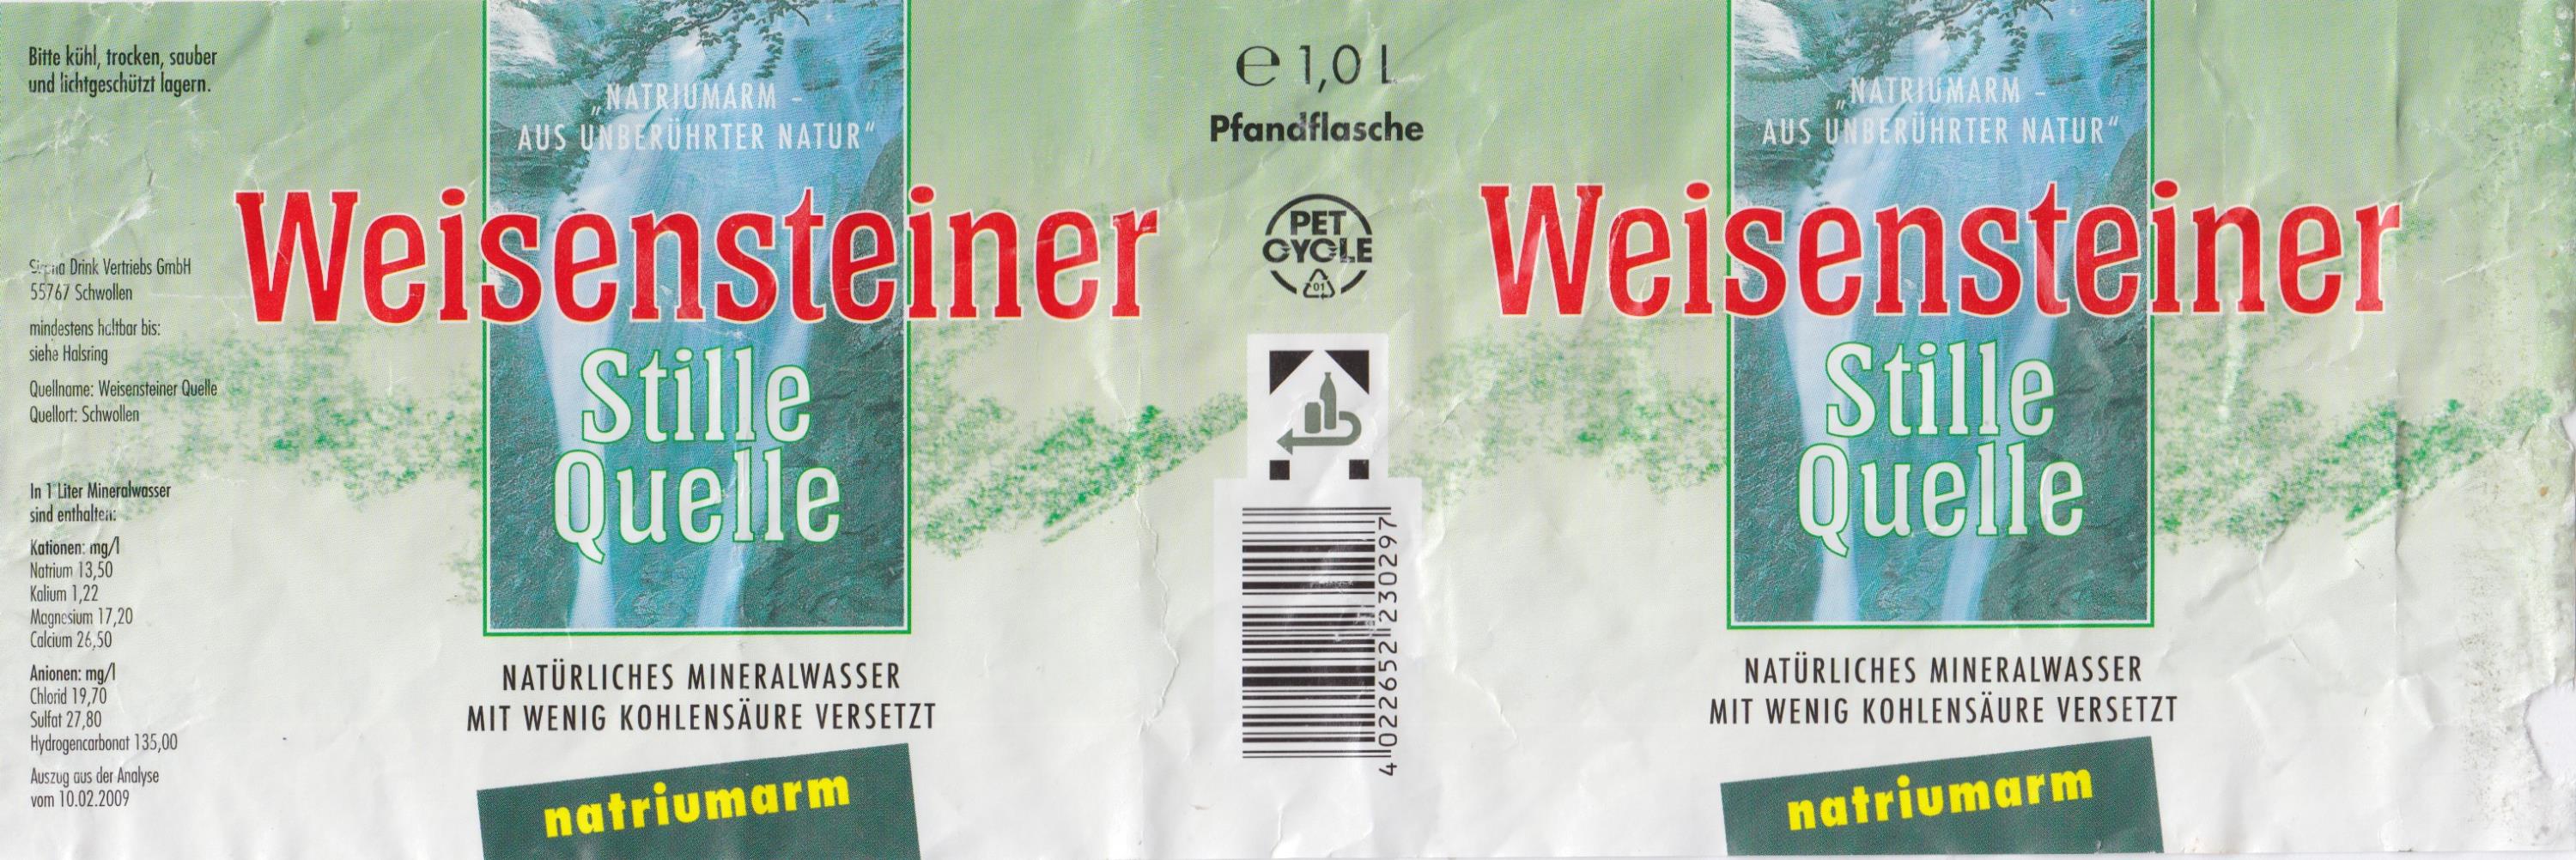 Bitte kühl, trocken, sauber
und lichtgeschützt lagern.
Drink Vertriebs GmbH
55767 Schwollen
mindestens haltbar bis:
siehe Halsring
Quellname: Weisensteiner Quelle
Quellort: Schwollen
In 1 Liter Mineralwasser
sind enthalten:
Kationen: mg/l
Natrium 13,50
Kalium 1,22
Magnesium 17,20
Calcium 26,50
Anionen: mg/l
Chlorid 19,70
Sulfat 27,80
Hydrogencarbonat 135,00
Auszug aus der Analyse
vom 10.02.2009
„NATRIUMARM –
AUS UNBERÜHRTER NATUR“
Weisensteiner
Stille
Quelle
NATÜRLICHES MINERALWASSER
MIT WENIG KOHLENSÄURE VERSETZT
natriumarm
℮ 1,0 L
Pfandflasche
PET
CYCLE
01
4 022652 230297
„NATRIUMARM –
AUS UNBERÜHRTER NATUR“
Weisensteiner
Stille
Quelle
NATÜRLICHES MINERALWASSER
MIT WENIG KOHLENSÄURE VERSETZT
natriumarm